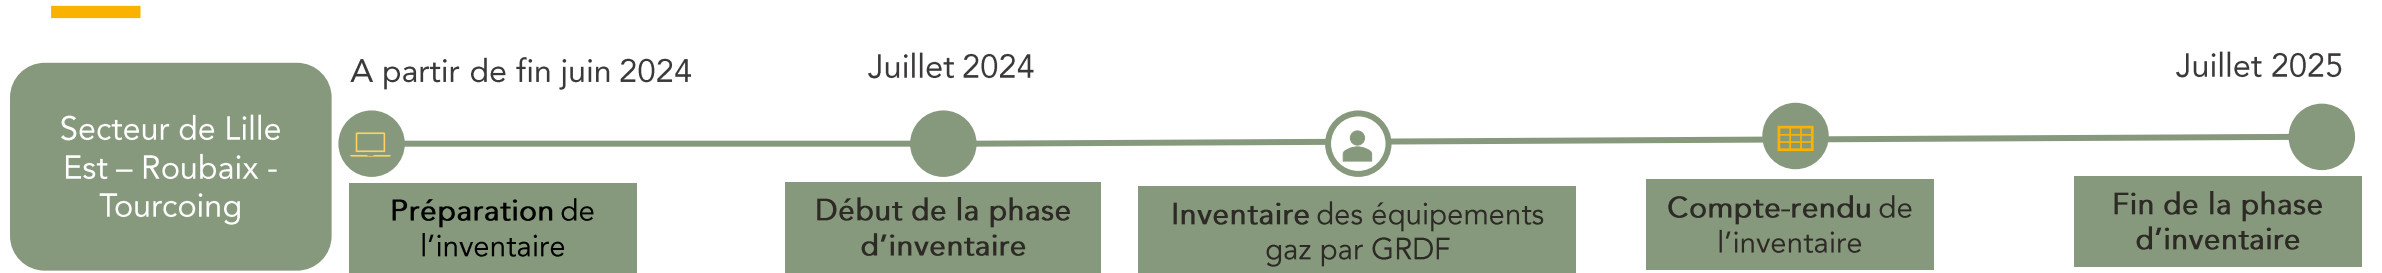 Secteur de Lille
Est – Roubaix -
Tourcoing
A partir de fin juin 2024
Préparation de
l’inventaire
Juillet 2024
Début de la phase
d’inventaire
Inventaire des équipements
gaz par GRDF
Compte-rendu de
l’inventaire
Juillet 2025
Fin de la phase
d’inventaire